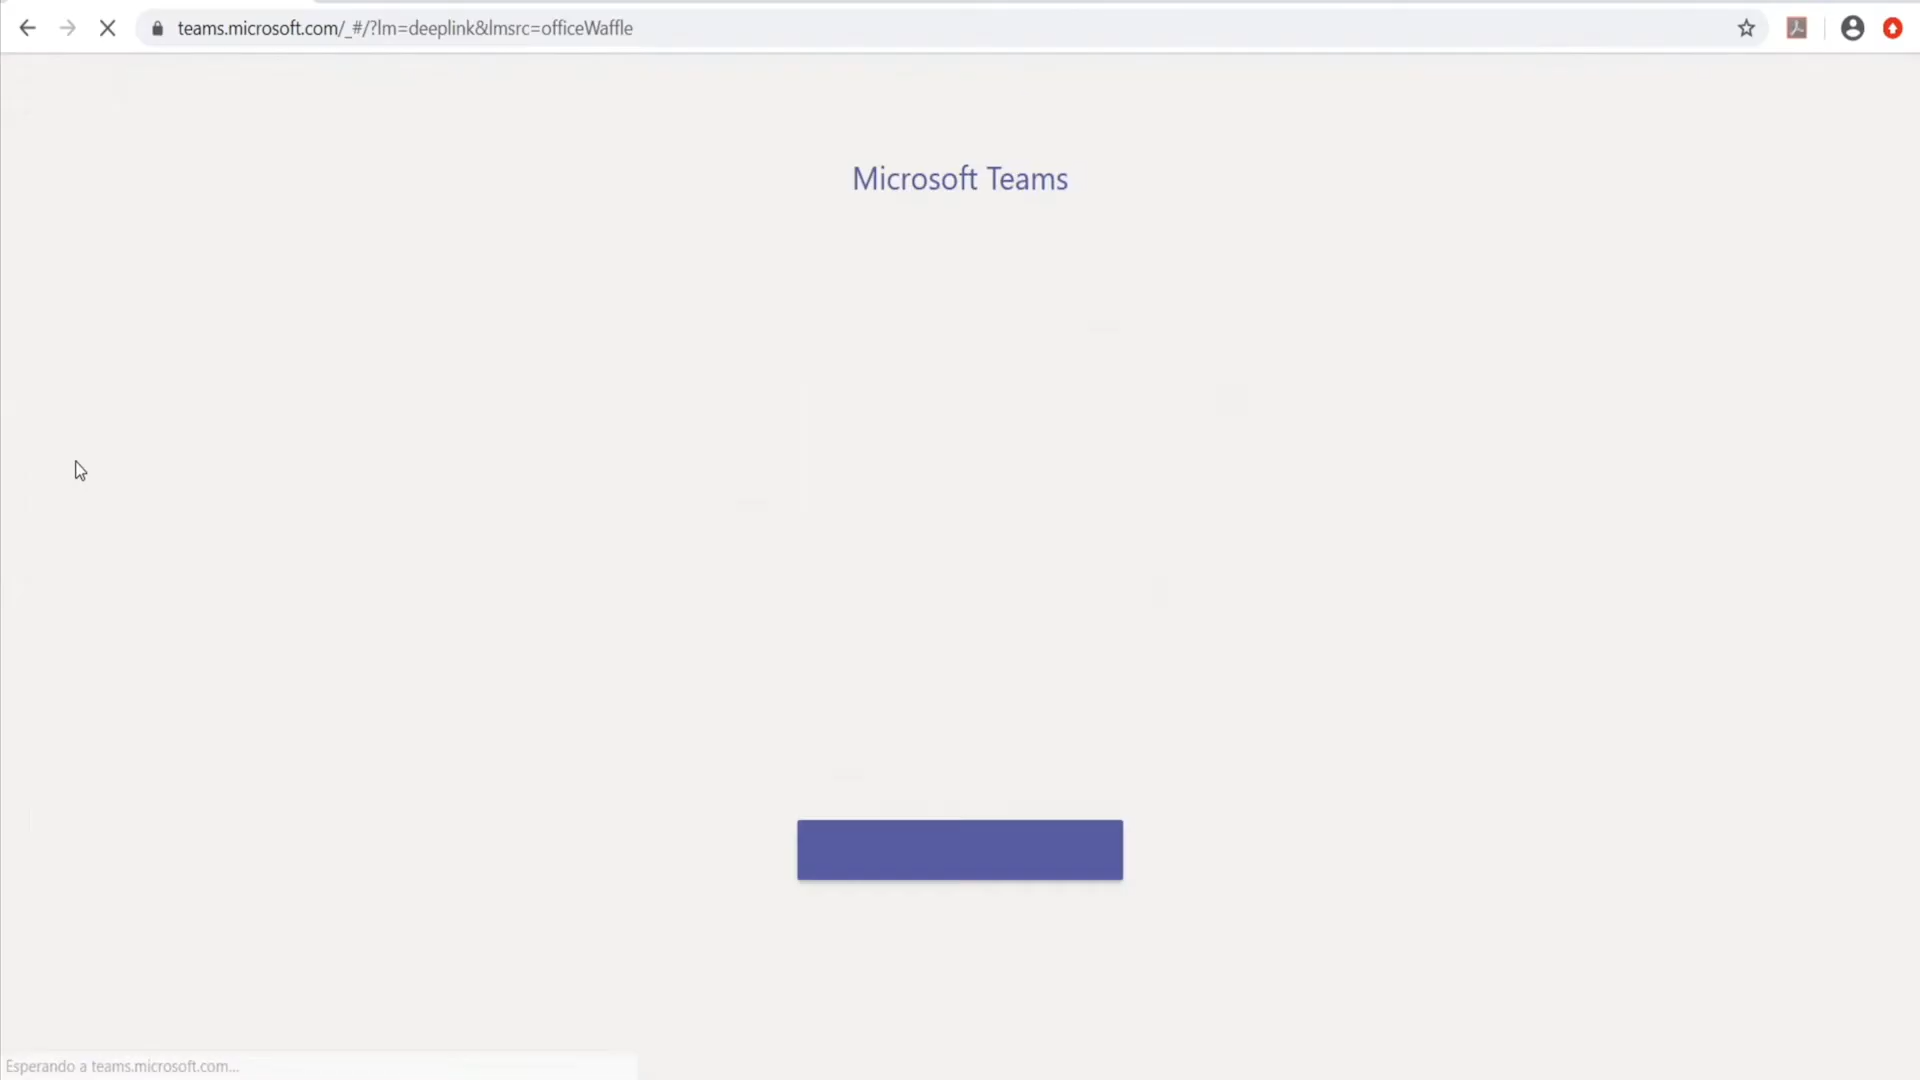 teams.microsoft.com/_#/?lm=deeplink&lmsrc=officeWaffle
Microsoft Teams
Esperando a teams.microsoft.com...